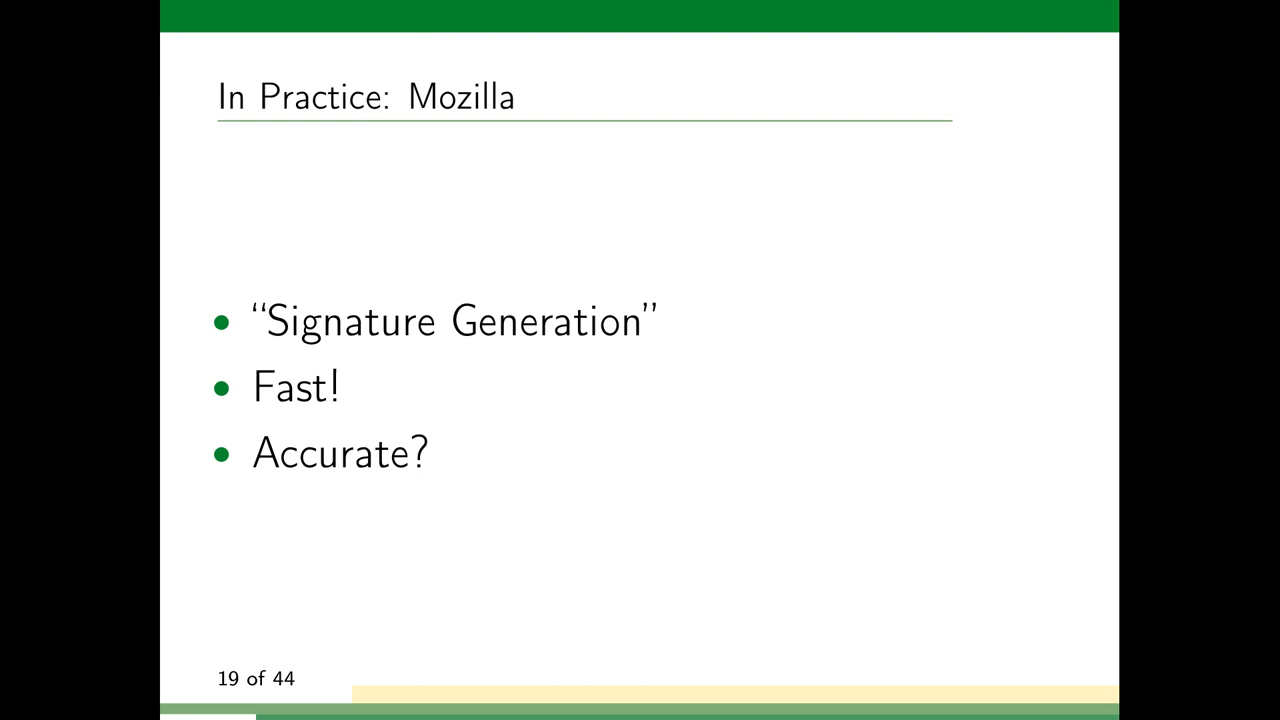 In Practice: Mozilla
• “Signature Generation”
• Fast!
• Accurate?
19 of 44